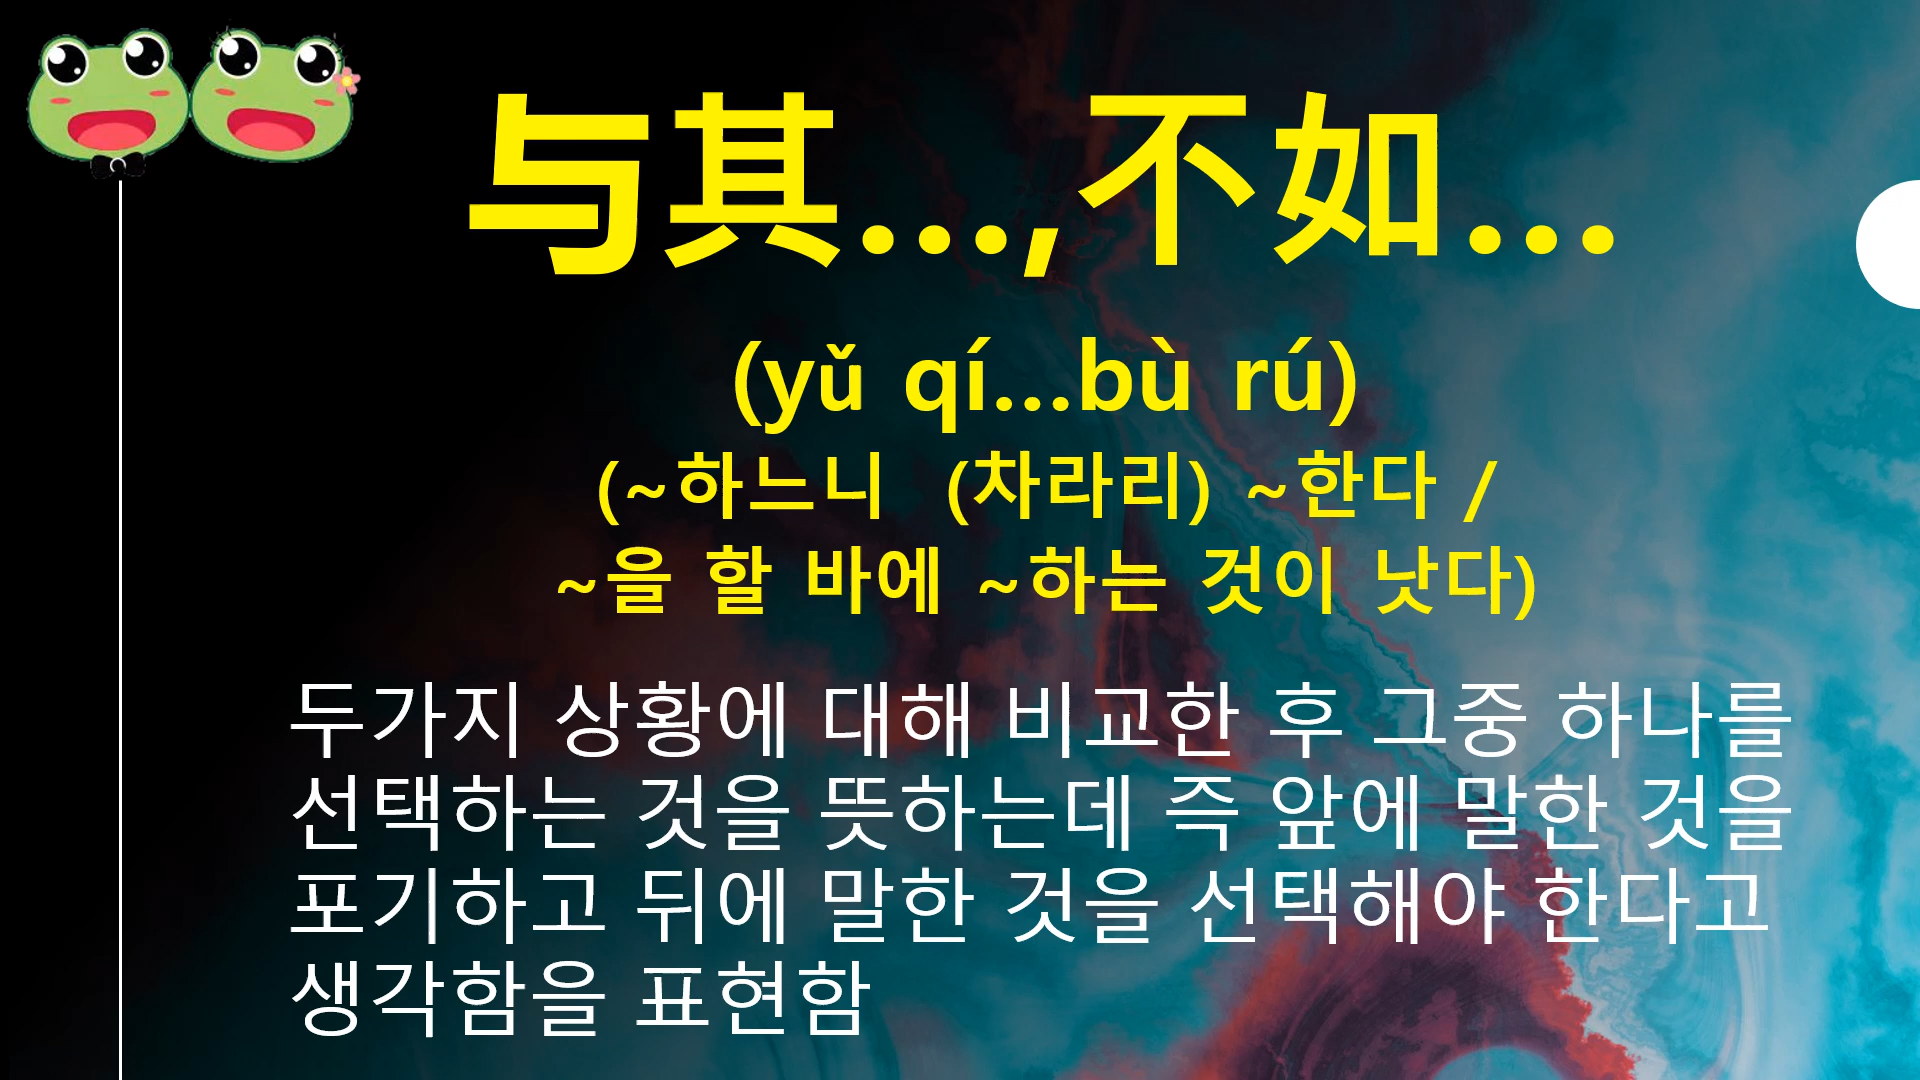 与其...,不如...
(yǔ qí...bù rú)
(~하느니 (차라리) ~한다 /
~을 할 바에 ~하는 것이 낫다)
두가지 상황에 대해 비교한 후 그중 하나를
선택하는 것을 뜻하는데 즉 앞에 말한 것을
포기하고 뒤에 말한 것을 선택해야 한다고
생각함을 표현함